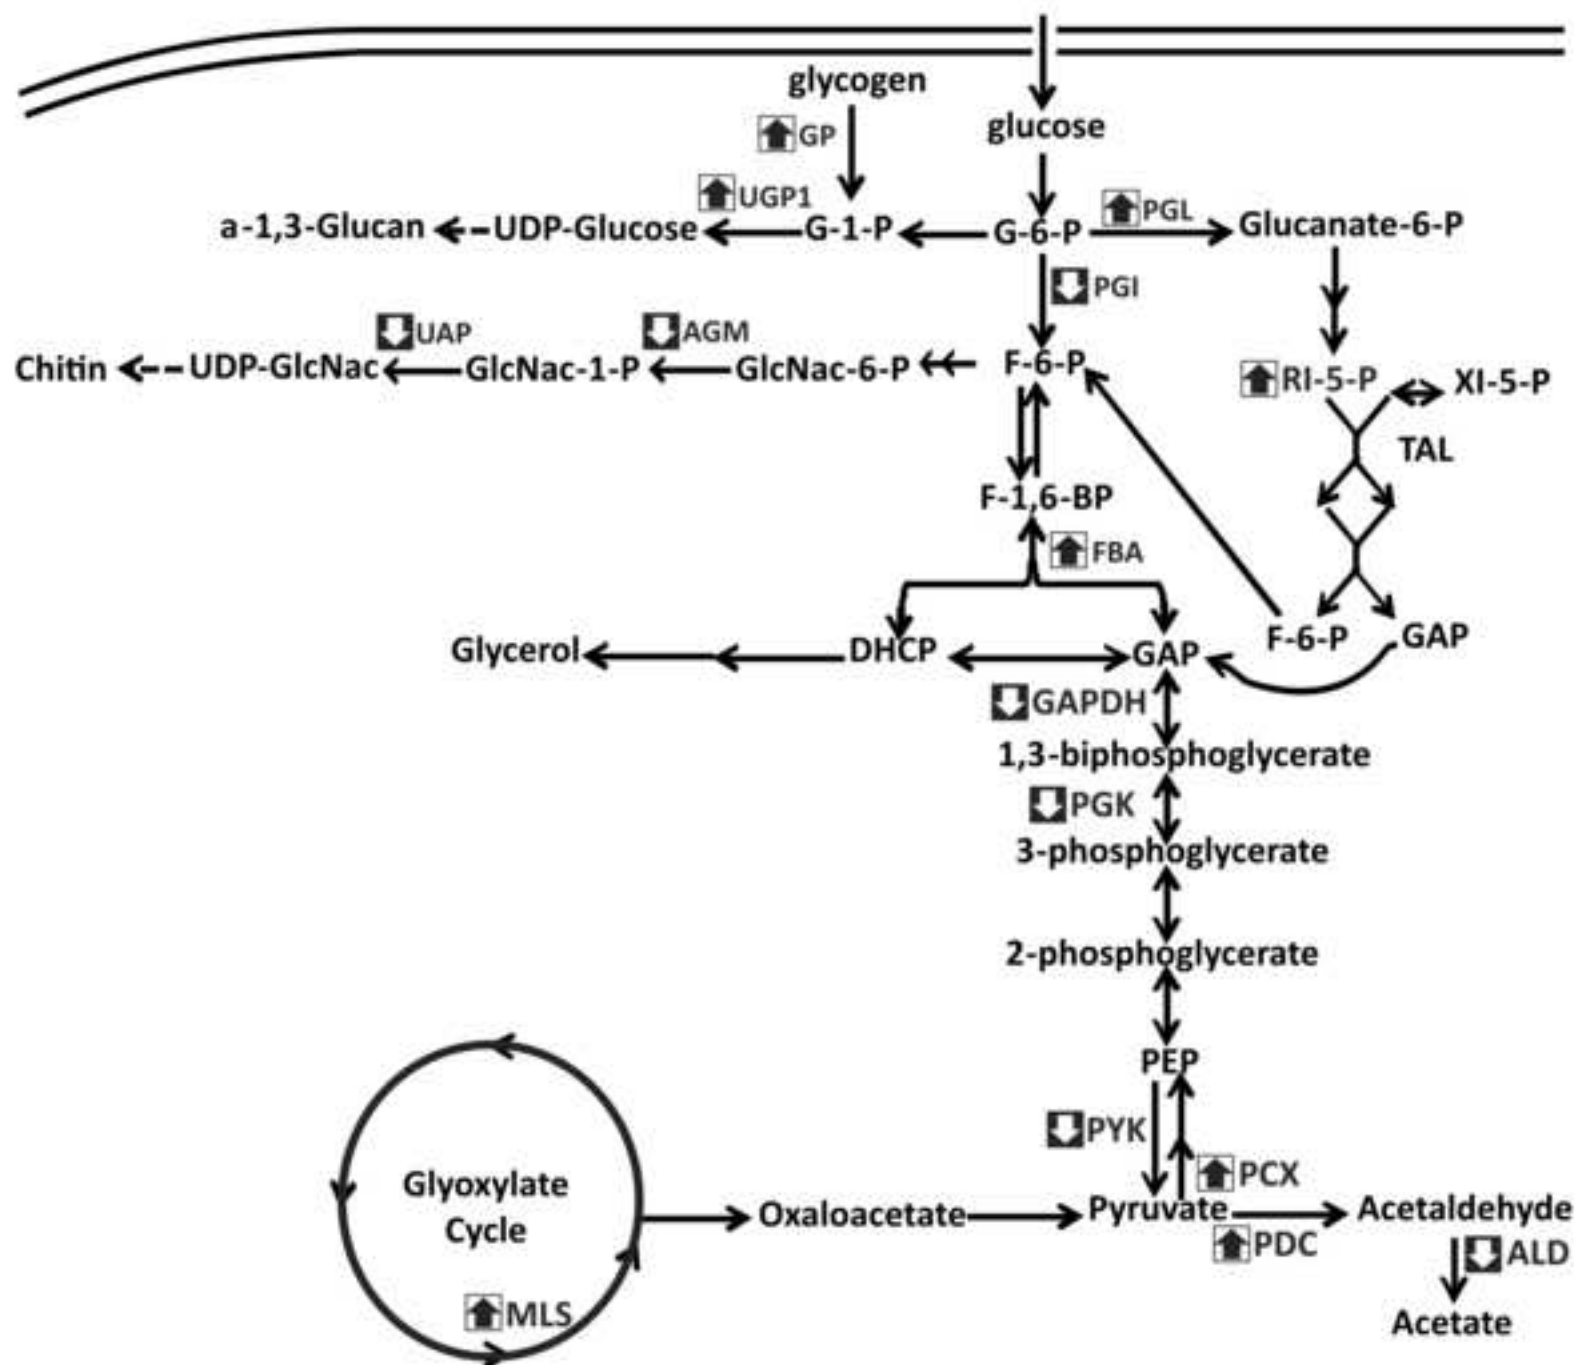 glycogen
glucose
GP
UGP1
PGL
a-1,3-Glucan
UDP-Glucose
G-1-P
G-6-P
Glucanate-6-P
PGI
UAP
AGM
Chitin
UDP-GlcNac
GlcNac-1-P
GlcNac-6-P
F-6-P
RI-5-P
XI-5-P
TAL
F-1,6-BP
FBA
Glycerol
DHCP
GAP
F-6-P
GAP
GAPDH
1,3-biphosphoglycerate
PGK
3-phosphoglycerate
2-phosphoglycerate
PEP
PYK
PCX
Glyoxylate
Cycle
Oxaloacetate
Pyruvate
Acetaldehyde
PDC
ALD
MLS
Acetate